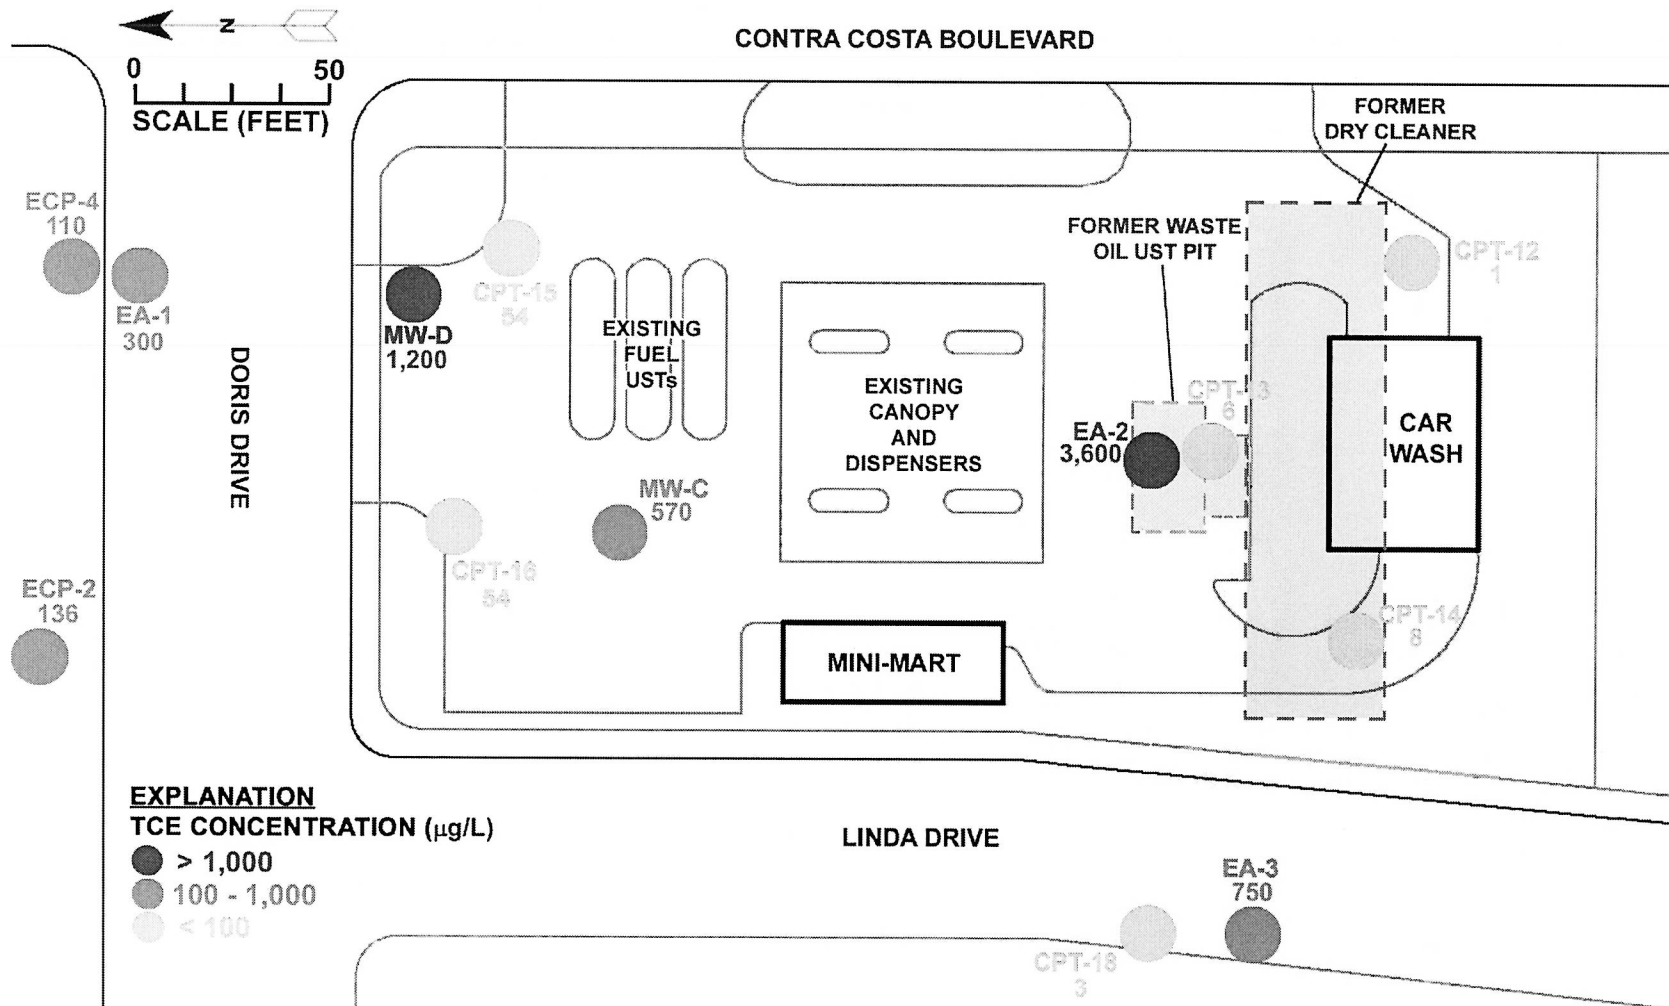 N
CONTRA COSTA BOULEVARD
0 50
SCALE (FEET)
FORMER
DRY CLEANER
ECP-4
110
EA-1
300
DORIS DRIVE
MW-D
1,200
CPT-15
54
EXISTING
FUEL
USTs
FORMER WASTE
OIL UST PIT
CPT-12
1
EXISTING
CANOPY
AND
DISPENSERS
CPT-13
6
EA-2
3,600
CAR
WASH
MW-C
570
CPT-16
54
ECP-2
136
MINI-MART
CPT-14
8
EXPLANATION
TCE CONCENTRATION (µg/L)
> 1,000
100 - 1,000
< 100
LINDA DRIVE
EA-3
750
CPT-18
3